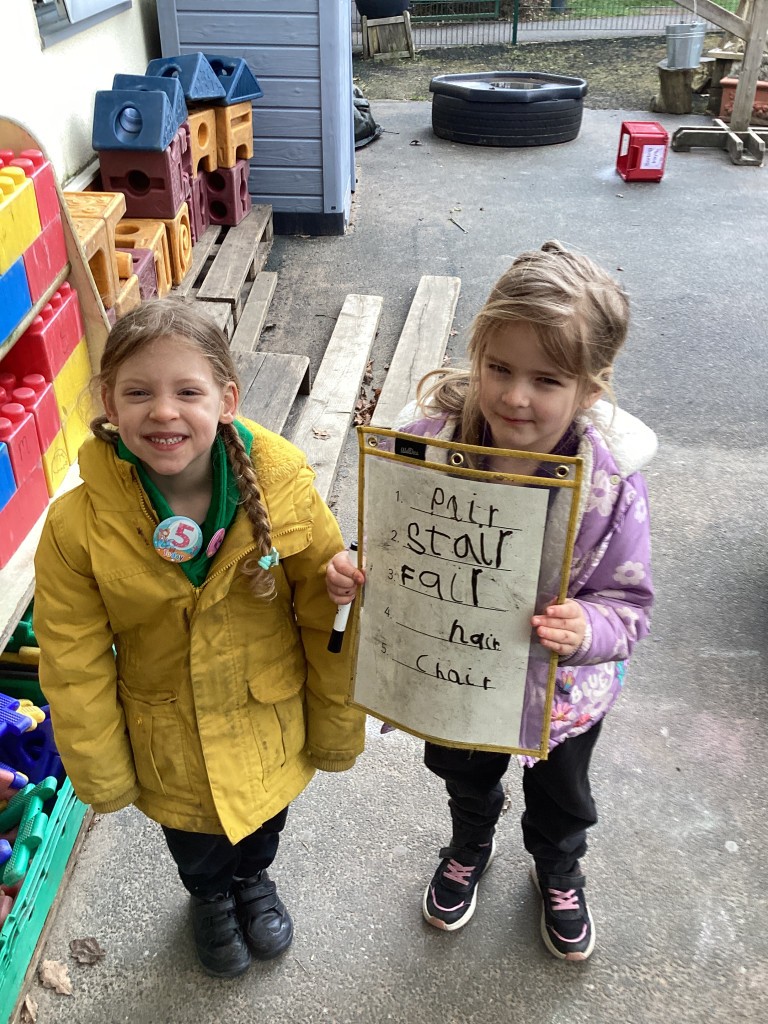 5
1. Pair
2. Stair
3. Fair
4. hair
5. Chair